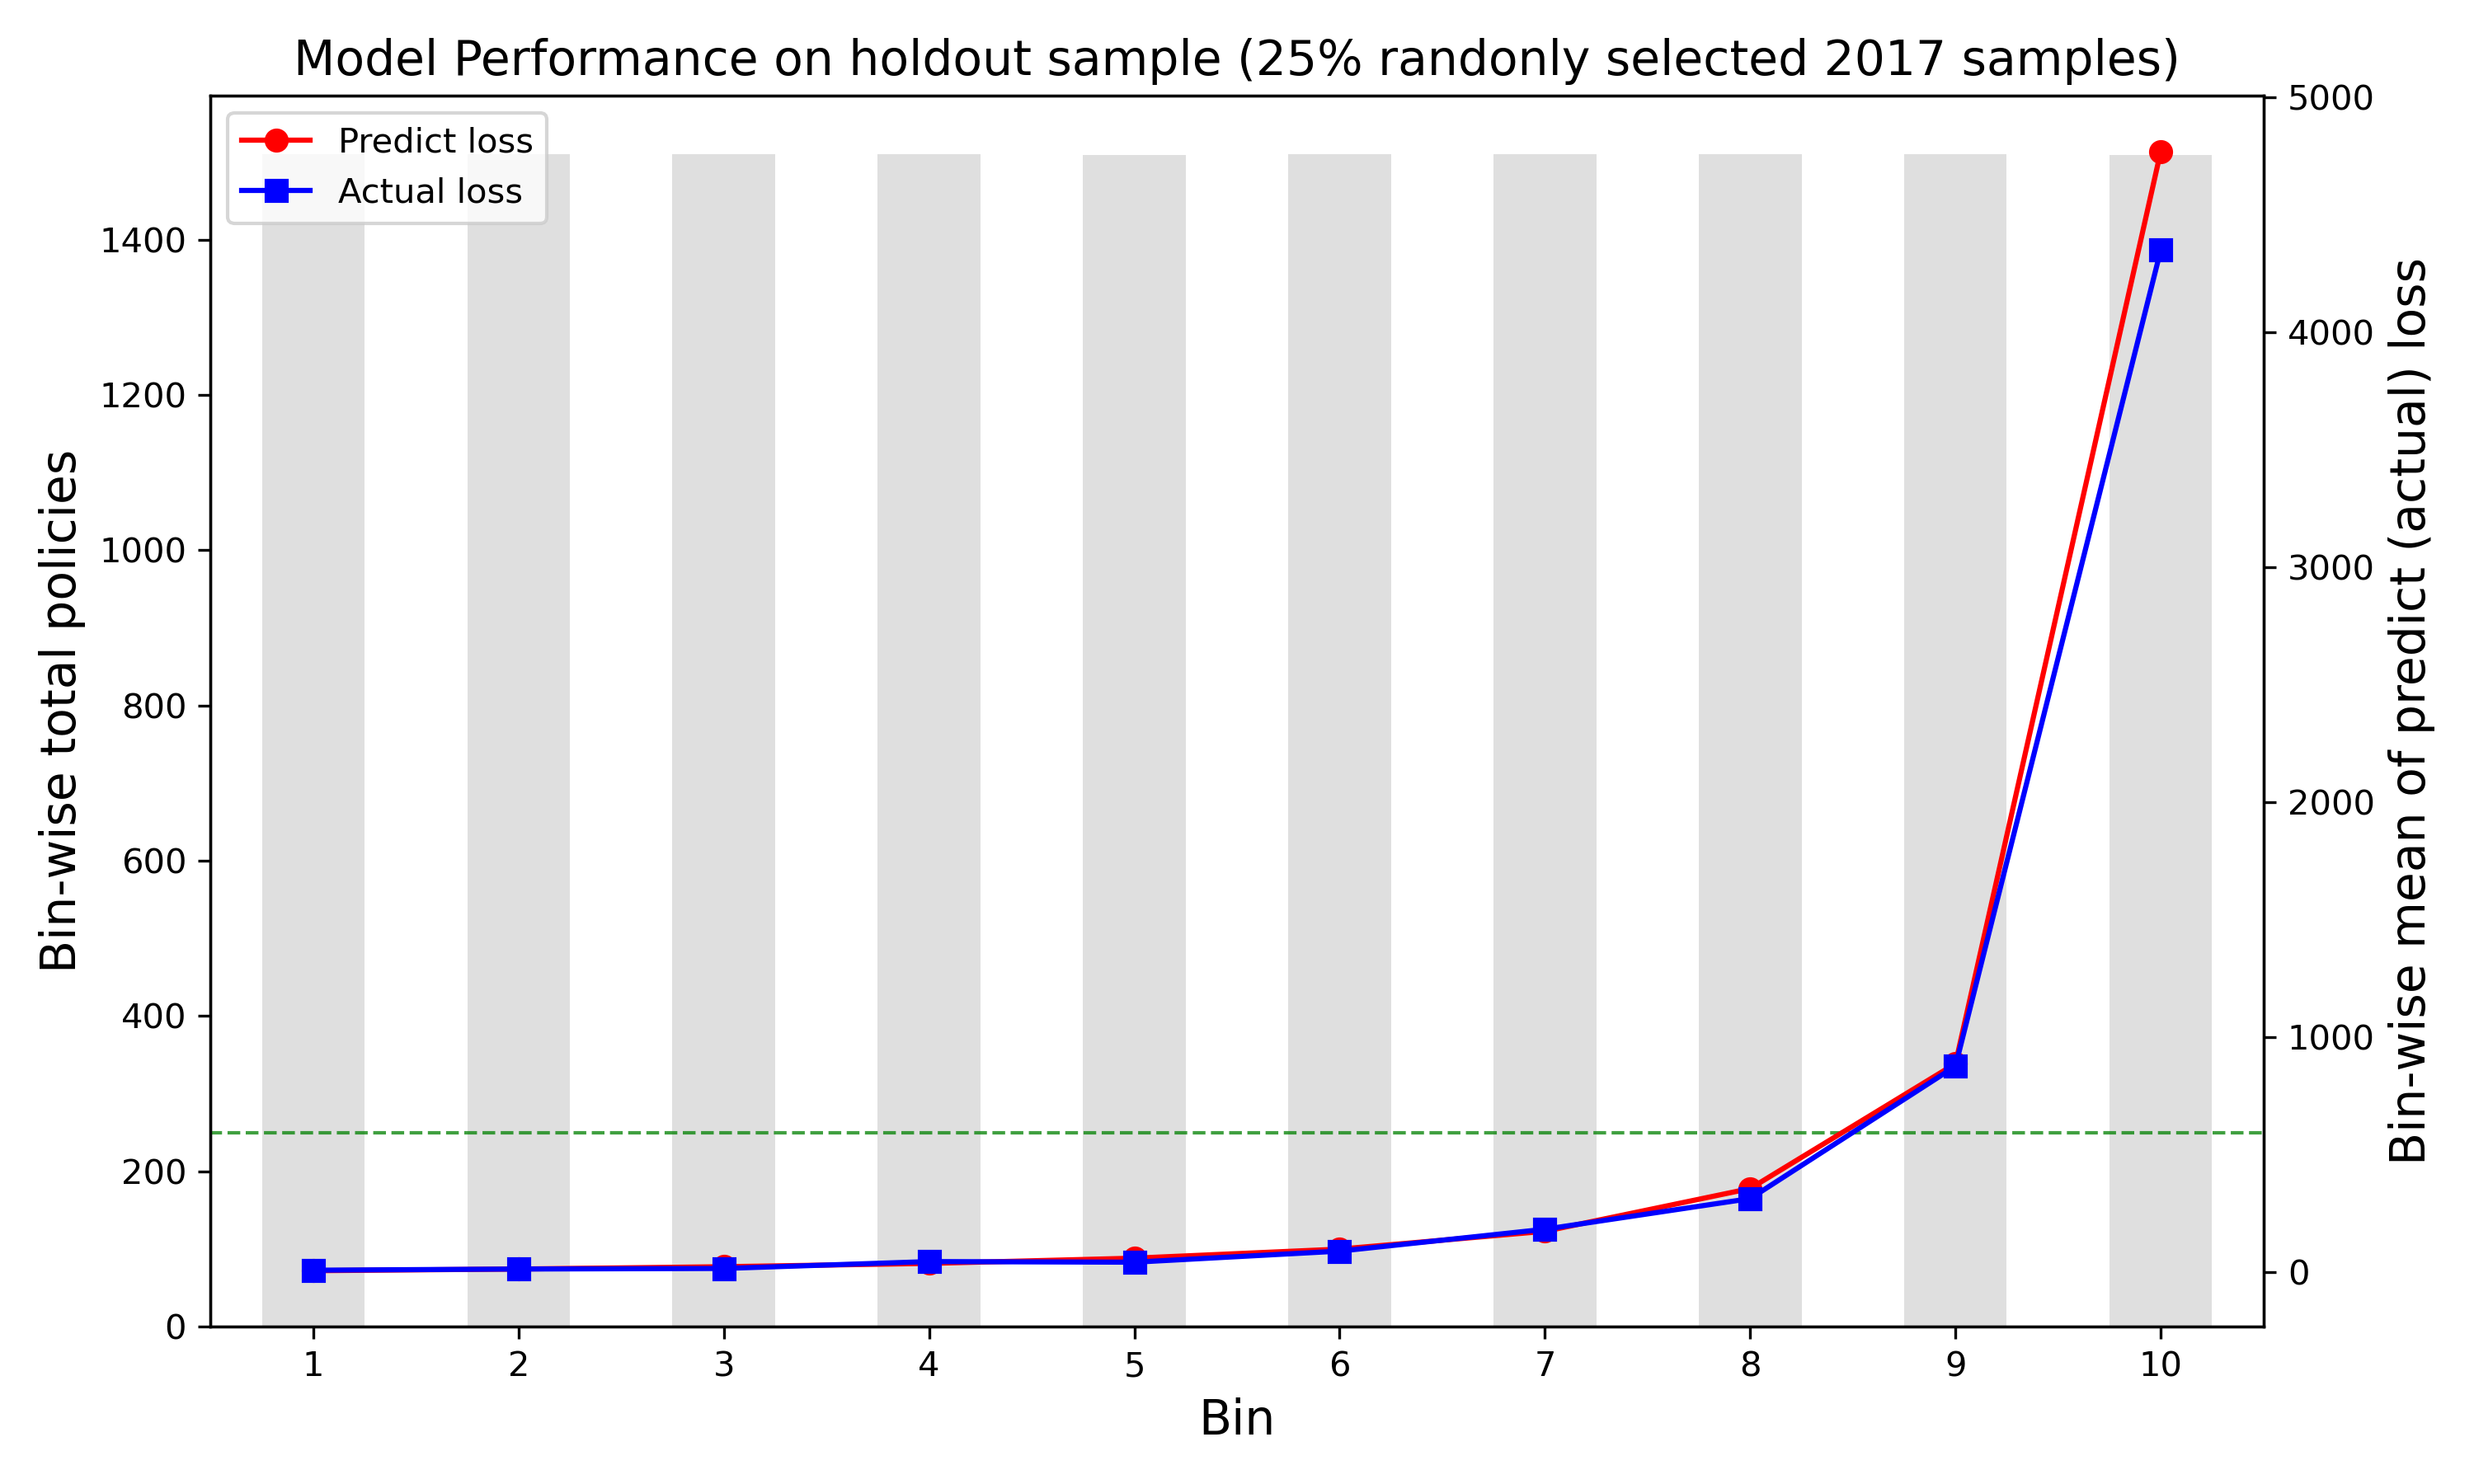 Model Performance on holdout sample (25% randonly selected 2017 samples)
Predict loss
Actual loss
Bin-wise total policies
1400
1200
1000
800
600
400
200
0
5000
4000
3000
2000
1000
0
Bin-wise mean of predict (actual) loss
1 2 3 4 5 6 7 8 9 10
Bin